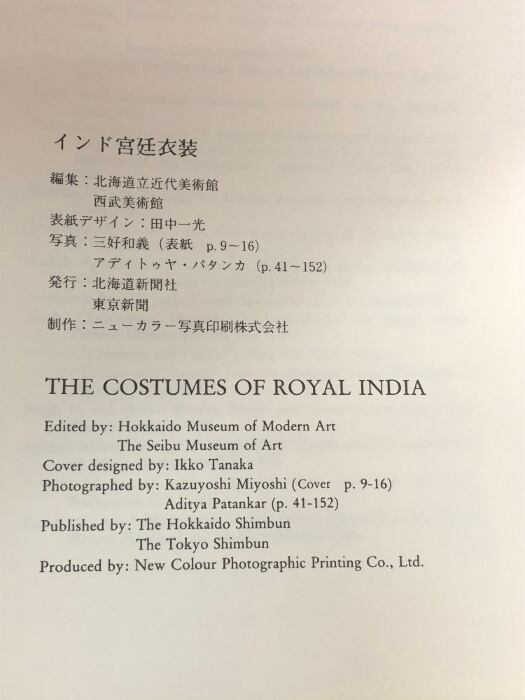 インド宮廷衣装
編集：北海道立近代美術館
西武美術館
表紙デザイン：田中一光
写真：三好和義（表紙　p. 9〜16）
アディトゥヤ・パタンカ（p. 41〜152）
発行：北海道新聞社
東京新聞
制作：ニューカラー写真印刷株式会社
THE COSTUMES OF ROYAL INDIA
Edited by: Hokkaido Museum of Modern Art
The Seibu Museum of Art
Cover designed by: Ikko Tanaka
Photographed by: Kazuyoshi Miyoshi (Cover p. 9-16)
Aditya Patankar (p. 41-152)
Published by: The Hokkaido Shimbun
The Tokyo Shimbun
Produced by: New Colour Photographic Printing Co., Ltd.